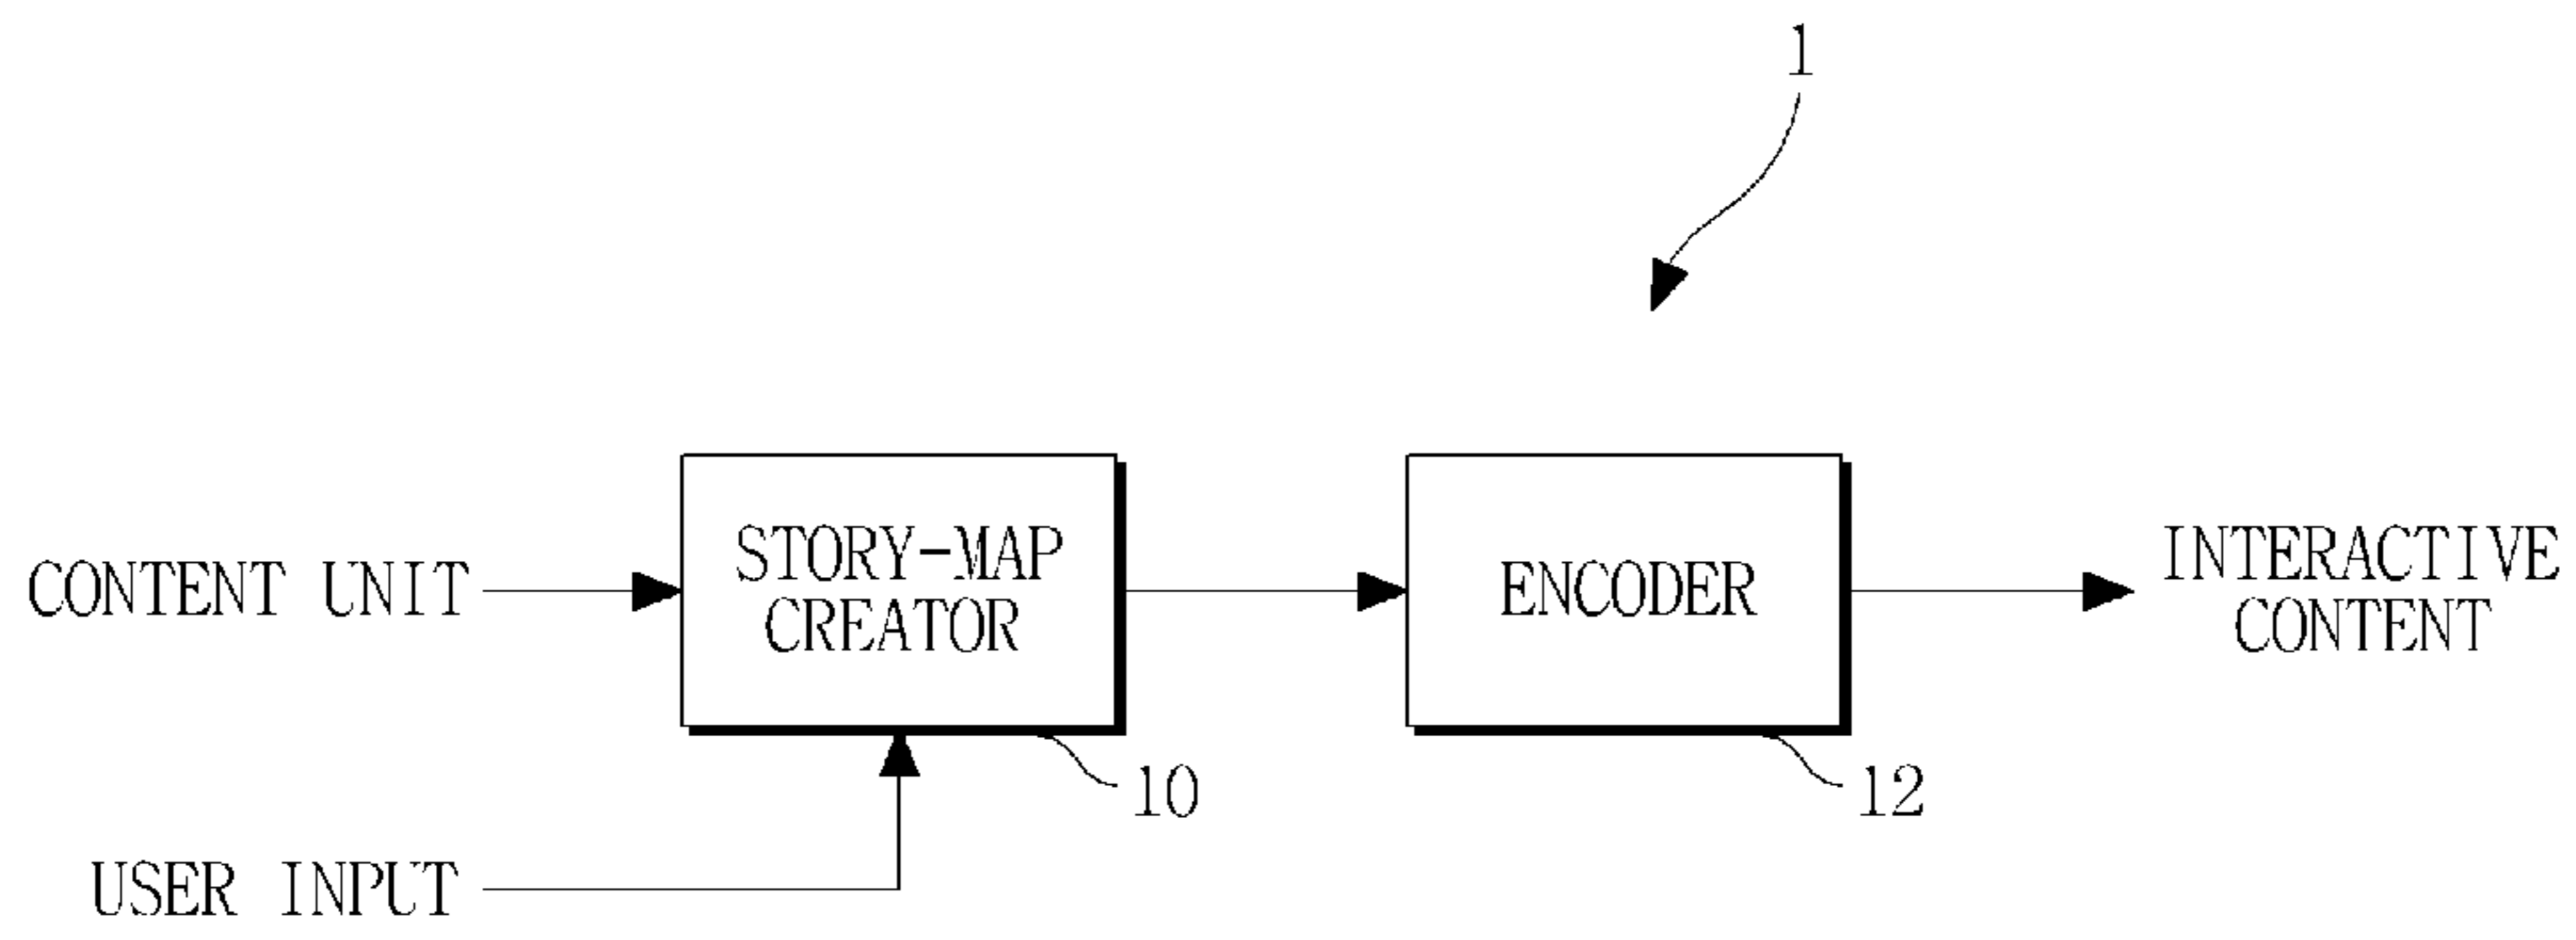 1
CONTENT UNIT
STORY-MAP
CREATOR
ENCODER
INTERACTIVE
CONTENT
10
12
USER INPUT